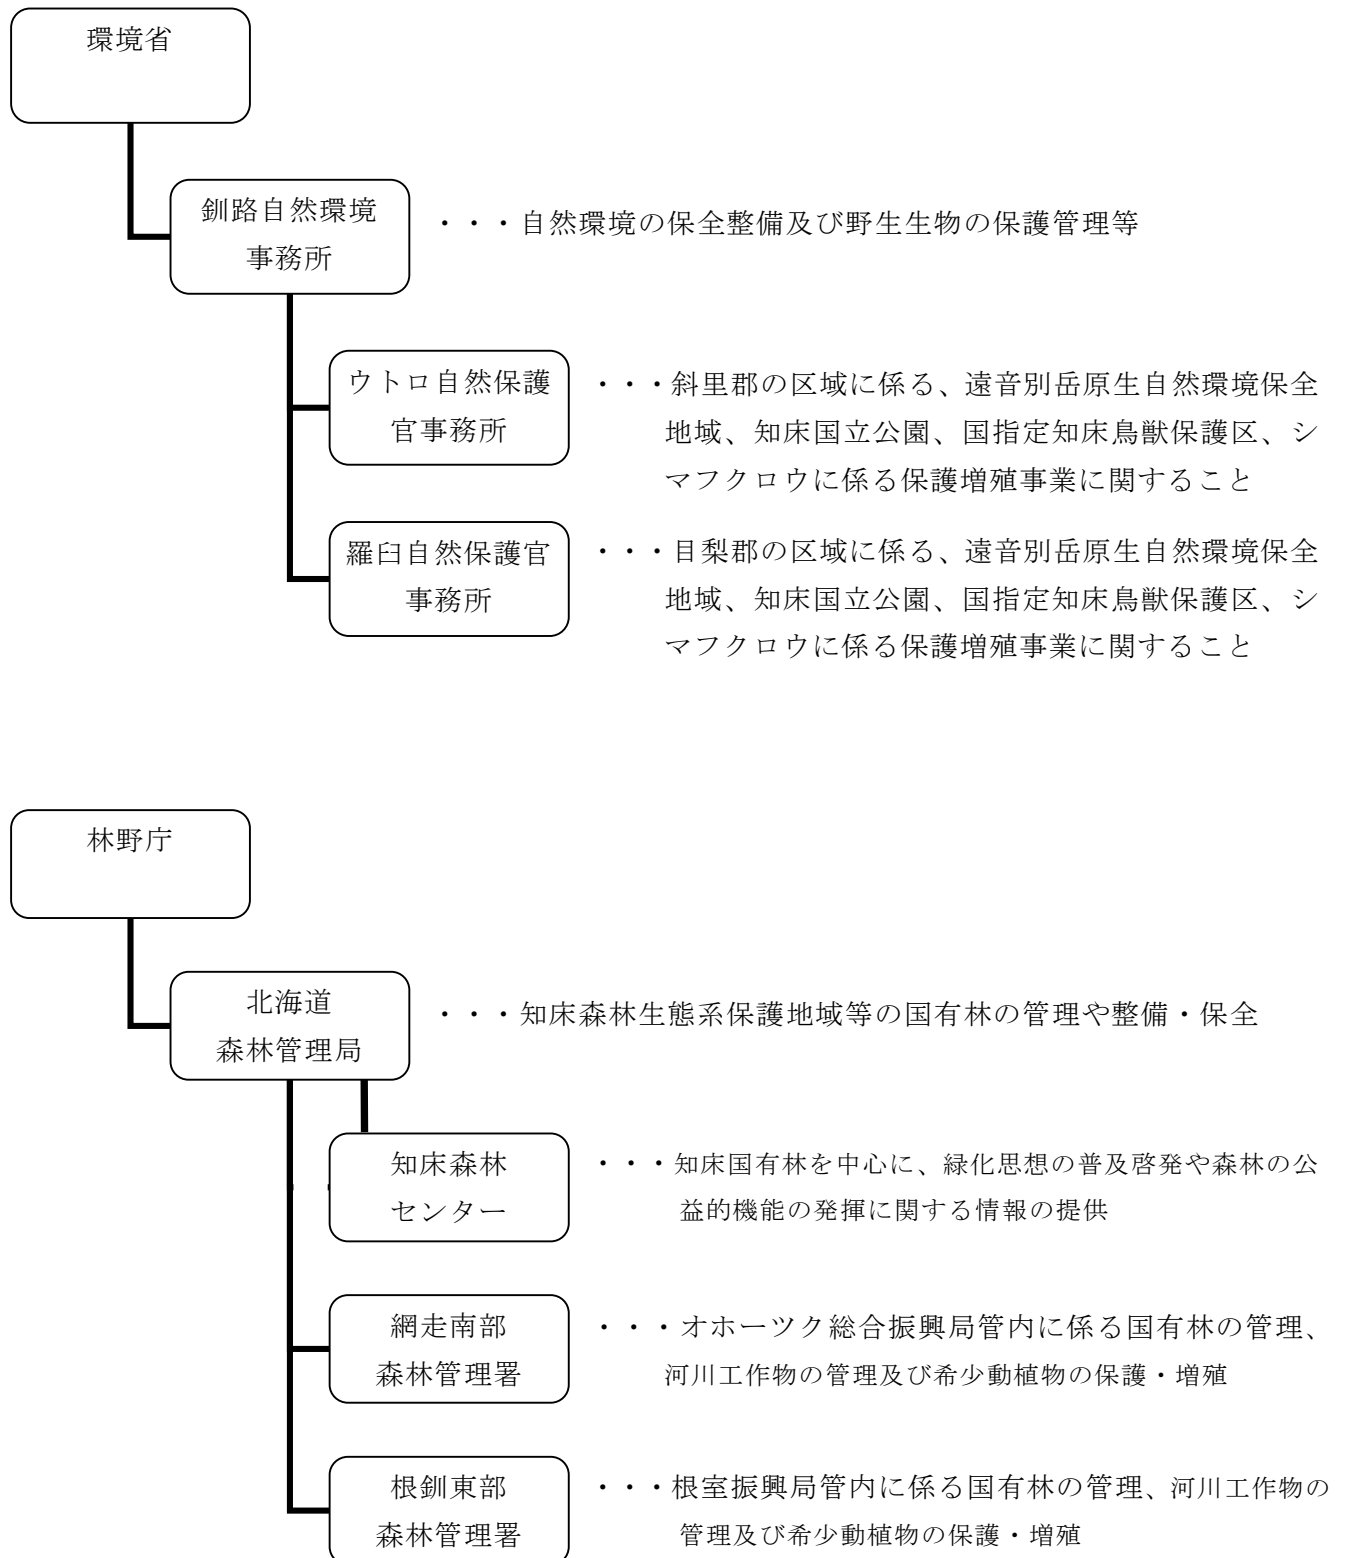 環境省
釧路自然環境
事務所
・・・自然環境の保全整備及び野生生物の保護管理等
ウトロ自然保護
官事務所
・・・斜里郡の区域に係る、遠音別岳原生自然環境保全
地域、知床国立公園、国指定知床鳥獣保護区、シ
マフクロウに係る保護増殖事業に関すること
羅臼自然保護官
事務所
・・・目梨郡の区域に係る、遠音別岳原生自然環境保全
地域、知床国立公園、国指定知床鳥獣保護区、シ
マフクロウに係る保護増殖事業に関すること
林野庁
北海道
森林管理局
・・・知床森林生態系保護地域等の国有林の管理や整備・保全
知床森林
センター
・・・知床国有林を中心に、緑化思想の普及啓発や森林の公
益的機能の発揮に関する情報の提供
網走南部
森林管理署
・・・オホーツク総合振興局管内に係る国有林の管理、
河川工作物の管理及び希少動植物の保護・増殖
根釧東部
森林管理署
・・・根室振興局管内に係る国有林の管理、河川工作物の
管理及び希少動植物の保護・増殖